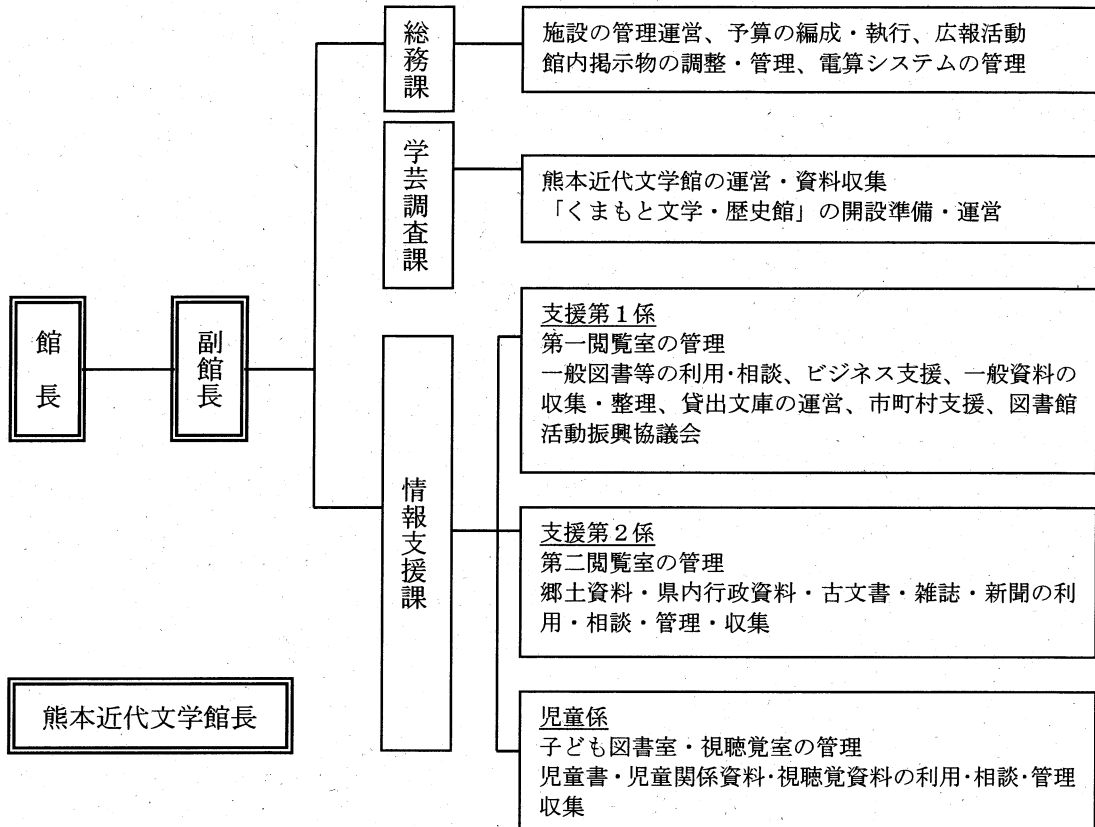 館長
副館長
総務課
施設の管理運営、予算の編成・執行、広報活動
館内掲示物の調整・管理、電算システムの管理
学芸調査課
熊本近代文学館の運営・資料収集
「くまもと文学・歴史館」の開設準備・運営
情報支援課
支援第1係
第一閲覧室の管理
一般図書等の利用・相談、ビジネス支援、一般資料の
収集・整理、貸出文庫の運営、市町村支援、図書館
活動振興協議会
支援第2係
第二閲覧室の管理
郷土資料・県内行政資料・古文書・雑誌・新聞の利
用・相談・管理・収集
児童係
子ども図書室・視聴覚室の管理
児童書・児童関係資料・視聴覚資料の利用・相談・管理
収集
熊本近代文学館長